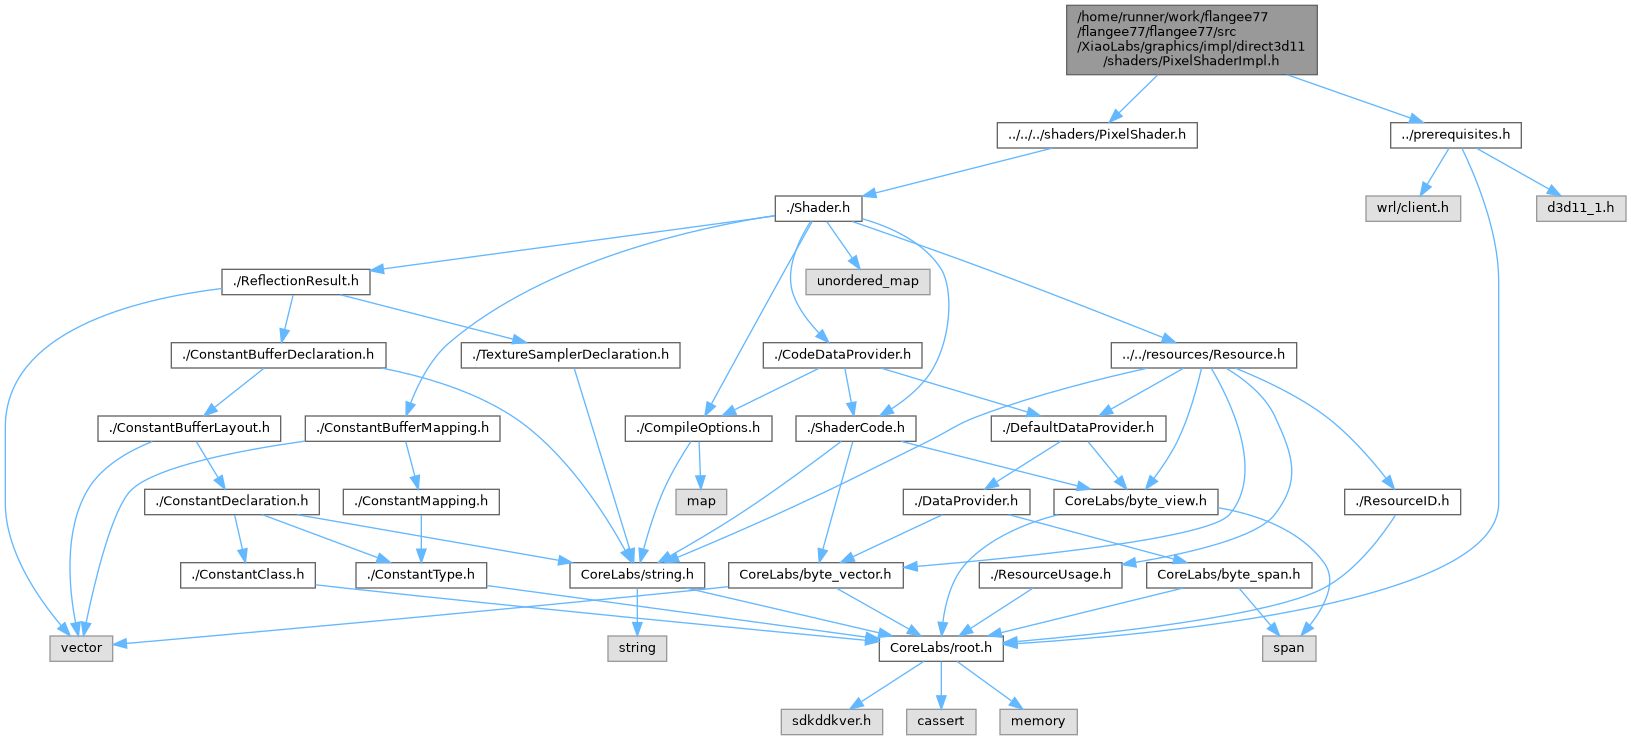 /home/runner/work/flangee77
/flangee77/flangee77/src
/XiaoLabs/graphics/impl/direct3d11
/shaders/PixelShaderImpl.h
../../../shaders/PixelShader.h
../prerequisites.h
./Shader.h
wrl/client.h
d3d11_1.h
./ReflectionResult.h
unordered_map
./ConstantBufferDeclaration.h
./TextureSamplerDeclaration.h
./CodeDataProvider.h
../../resources/Resource.h
./ConstantBufferLayout.h
./ConstantBufferMapping.h
./CompileOptions.h
./ShaderCode.h
./DefaultDataProvider.h
./ConstantDeclaration.h
./ConstantMapping.h
map
./DataProvider.h
CoreLabs/byte_view.h
./ResourceID.h
./ConstantClass.h
./ConstantType.h
CoreLabs/string.h
CoreLabs/byte_vector.h
./ResourceUsage.h
CoreLabs/byte_span.h
vector
string
CoreLabs/root.h
span
sdkddkver.h
cassert
memory